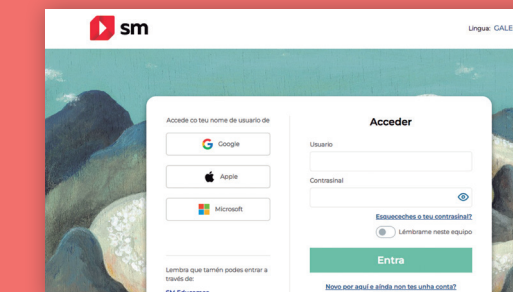 sm
Lingua: GALE
Accede co teu nome de usuario de
Google
Apple
Microsoft
Lembra que tamén podes entrar a
través de:
SM Educamos
Acceder
Usuario
Contrasinal
Esqueceches o teu contrasinal?
Lémbrame neste equipo
Entra
Novo por aquí e aínda non tes unha conta?